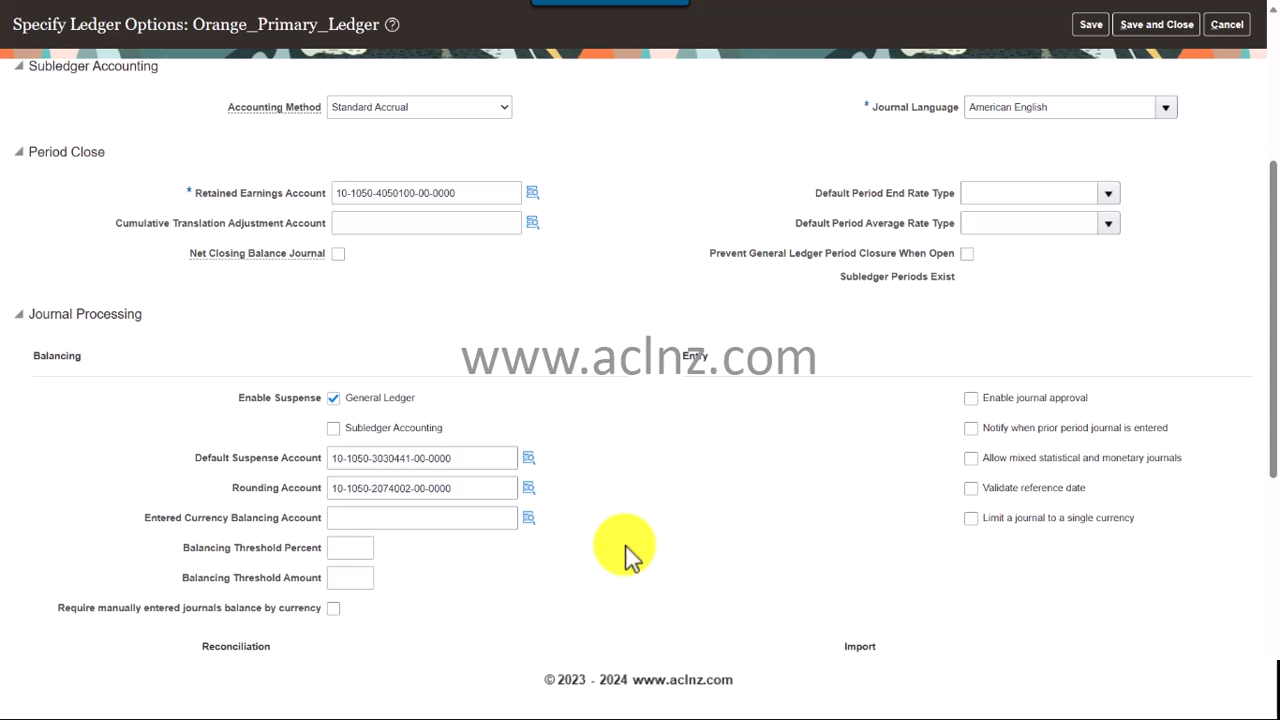 Specify Ledger Options: Orange_Primary_Ledger ?
Save Save and Close Cancel
Subledger Accounting
Accounting Method Standard Accrual
* Journal Language American English
Period Close
* Retained Earnings Account 10-1050-4050100-00-0000
Default Period End Rate Type
Cumulative Translation Adjustment Account
Default Period Average Rate Type
Net Closing Balance Journal
Prevent General Ledger Period Closure When Open
Subledger Periods Exist
Journal Processing
www.aclnz.com
Balancing
Entry
Enable Suspense General Ledger
Enable journal approval
Subledger Accounting
Notify when prior period journal is entered
Default Suspense Account 10-1050-3030441-00-0000
Allow mixed statistical and monetary journals
Rounding Account 10-1050-2074002-00-0000
Validate reference date
Entered Currency Balancing Account
Limit a journal to a single currency
Balancing Threshold Percent
Balancing Threshold Amount
Require manually entered journals balance by currency
Reconciliation
Import
© 2023 - 2024 www.aclnz.com